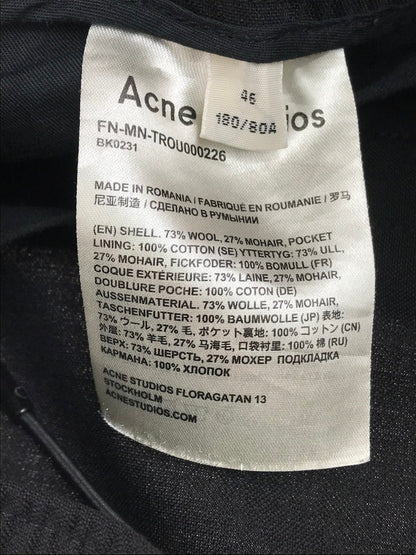 46
180/80A
Acne ios
FN-MN-TROU000226
BK0231
MADE IN ROMANIA / FABRIQUÉ EN ROUMANIE / 罗马
尼亚制造 / СДЕЛАНО В РУМЫНИИ
(EN) SHELL: 73% WOOL, 27% MOHAIR, POCKET
LINING: 100% COTTON (SE) YTTERTYG: 73% ULL,
27% MOHAIR, FICKFODER: 100% BOMULL (FR)
COQUE EXTÉRIEURE: 73% LAINE, 27% MOHAIR,
DOUBLURE POCHE: 100% COTON (DE)
AUSSENMATERIAL: 73% WOLLE, 27% MOHAIR,
TASCHENFUTTER: 100% BAUMWOLLE (JP) 表地:
73% ウール, 27% 毛, ポケット裏地: 100% コットン (CN)
外层: 73% 羊毛, 27% 马海毛, 口袋衬里: 100% 棉 (RU)
ВЕРХ: 73% ШЕРСТЬ, 27% МОХЕР ПОДКЛАДКА
КАРМАНА: 100% ХЛОПОК
ACNE STUDIOS FLORAGATAN 13
STOCKHOLM
ACNESTUDIOS.COM